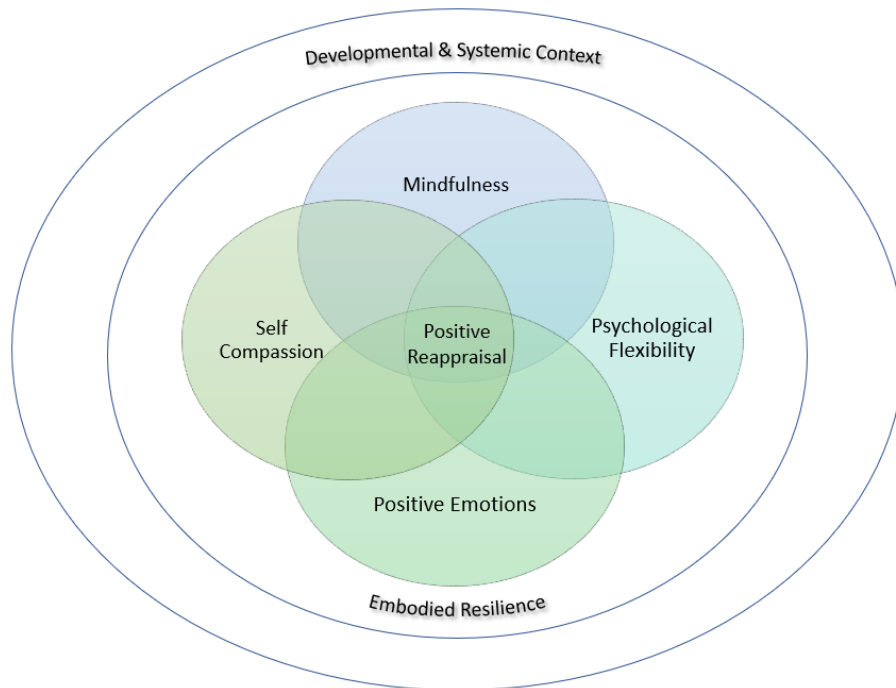 Developmental & Systemic Context
Mindfulness
Self
Compassion
Positive
Reappraisal
Psychological
Flexibility
Positive Emotions
Embodied Resilience